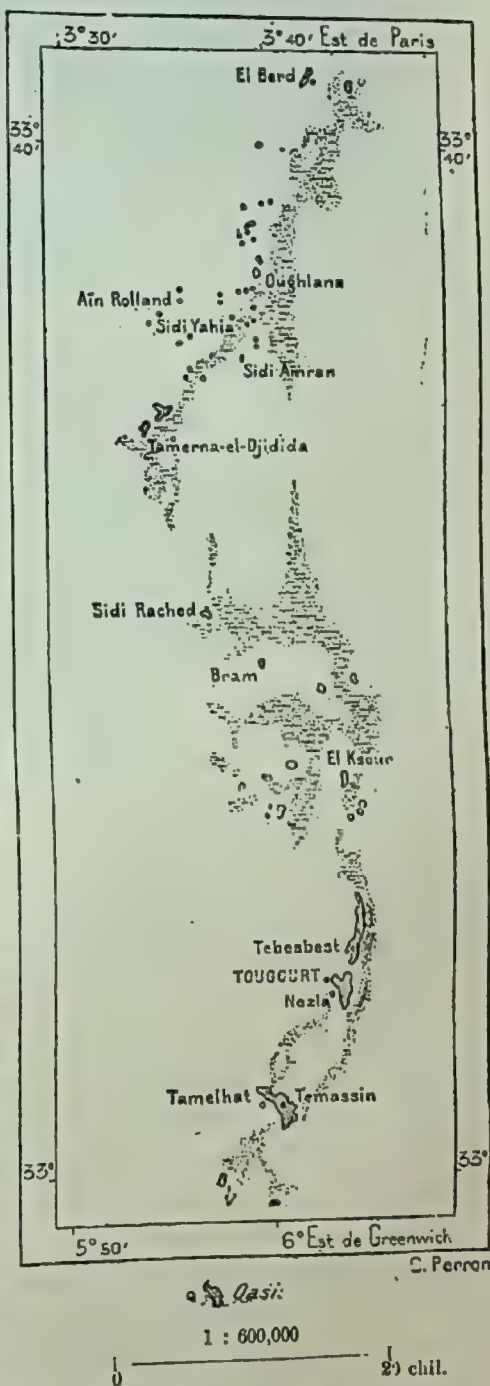 3° 30' 3° 40' Est de Paris
El Berd
33° 40' 33° 40'
Oughlana
Aïn Rolland
Sidi Yahia
Sidi Amran
Tamerna-el-Djidida
Sidi Rached
Bram
El Ksour
Tebesbest
TOUGGURT
Nezla
Tamelhat Temassin
33° 33°
5° 50' 6° Est de Greenwich
C. Perron
Oasis
1 : 600,000
0 20 chil.